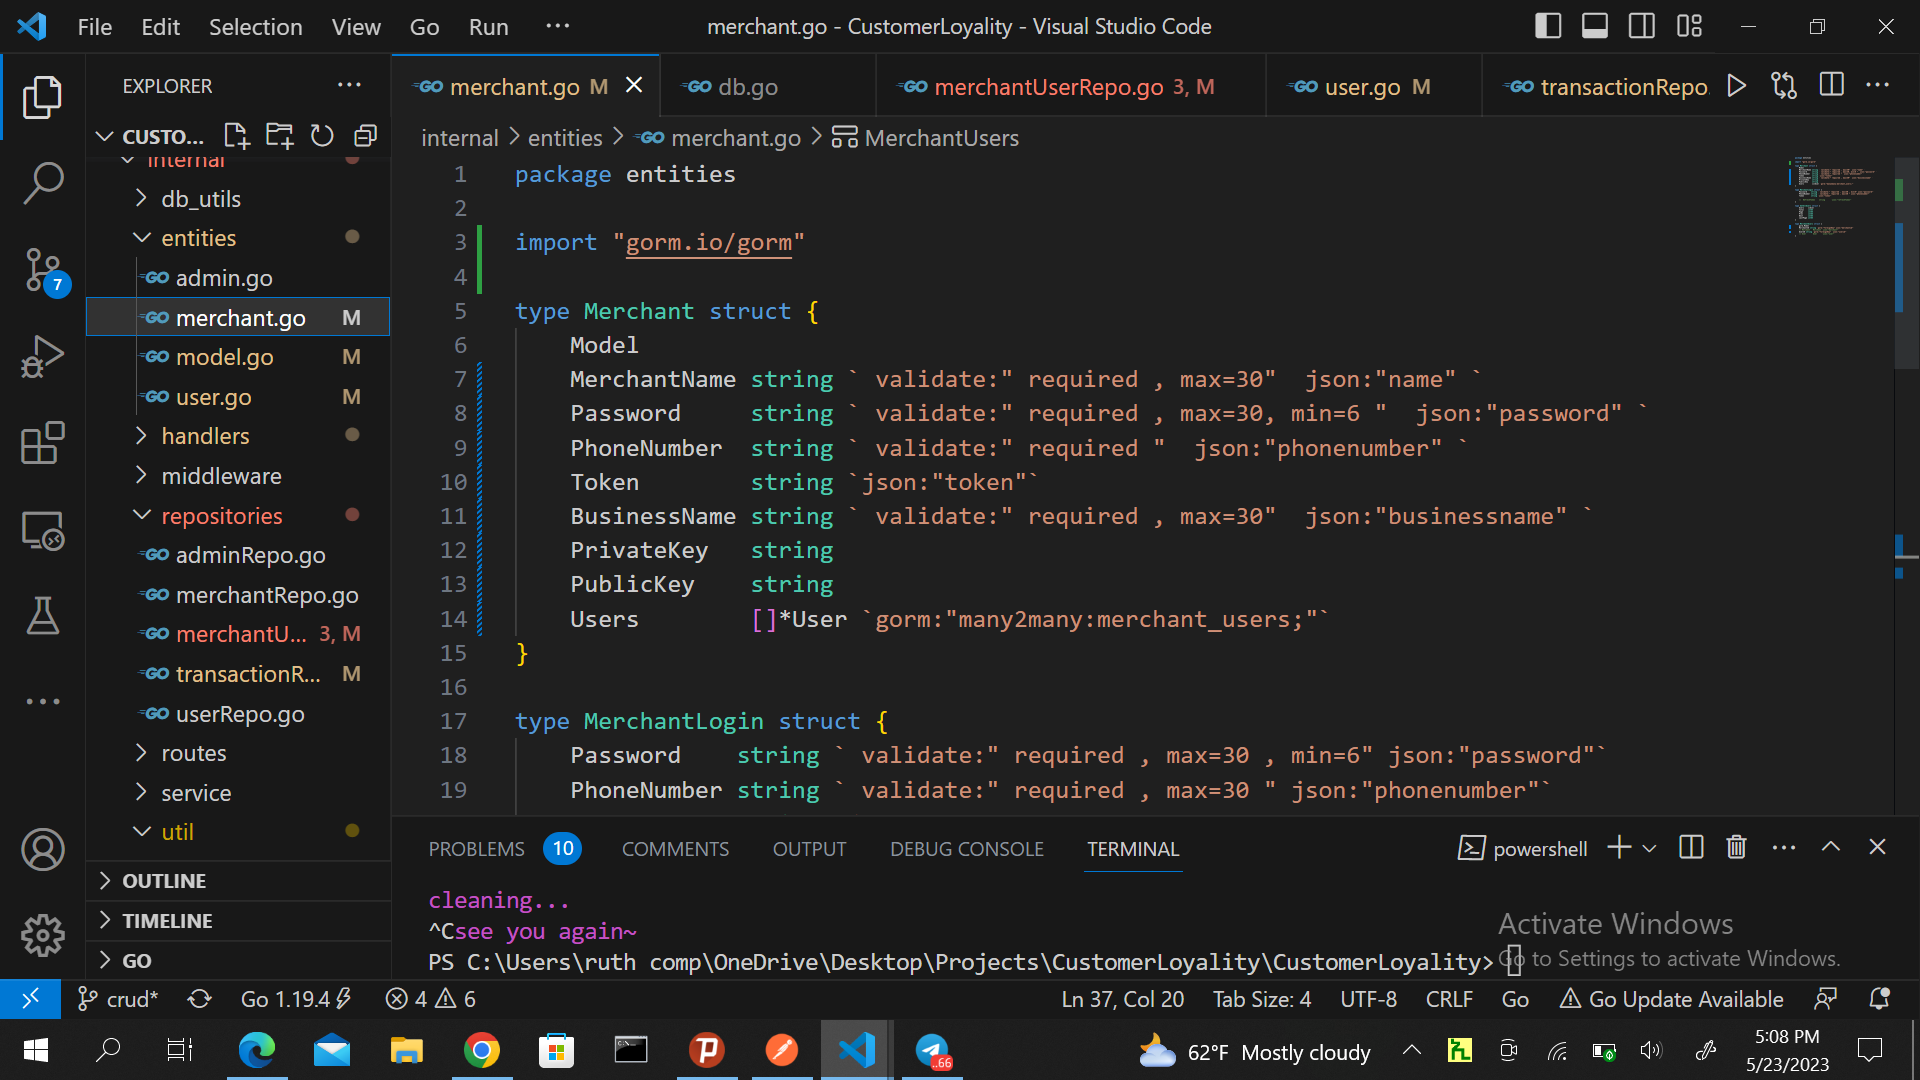 File Edit Selection View Go Run ··· merchant.go - CustomerLoyality - Visual Studio Code
EXPLORER ···
merchant.go M db.go merchantUserRepo.go 3, M user.go M transactionRepo.
CUSTO...
internal > entities > merchant.go > MerchantUsers
internal
db_utils
entities
admin.go
merchant.go M
model.go M
user.go M
handlers
middleware
repositories
adminRepo.go
merchantRepo.go
merchantU... 3, M
transactionR... M
userRepo.go
routes
service
util
OUTLINE
TIMELINE
GO
7
1 package entities
2
3 import "gorm.io/gorm"
4
5 type Merchant struct {
6 Model
7 MerchantName string ` validate:" required , max=30"  json:"name" `
8 Password string ` validate:" required , max=30, min=6 "  json:"password" `
9 PhoneNumber string ` validate:" required "  json:"phonenumber" `
10 Token string `json:"token"`
11 BusinessName string ` validate:" required , max=30"  json:"businessname" `
12 PrivateKey string
13 PublicKey string
14 Users []*User `gorm:"many2many:merchant_users;"`
15 }
16
17 type MerchantLogin struct {
18 Password string ` validate:" required , max=30 , min=6" json:"password"`
19 PhoneNumber string ` validate:" required , max=30 " json:"phonenumber"`
PROBLEMS 10 COMMENTS OUTPUT DEBUG CONSOLE TERMINAL powershell
cleaning...
^Csee you again~
PS C:\Users\ruth comp\OneDrive\Desktop\Projects\CustomerLoyality\CustomerLoyality>
Activate Windows
Go to Settings to activate Windows.
crud* Go 1.19.4 4 6 Ln 37, Col 20 Tab Size: 4 UTF-8 CRLF Go Go Update Available
62°F Mostly cloudy 5:08 PM
5/23/2023
..66